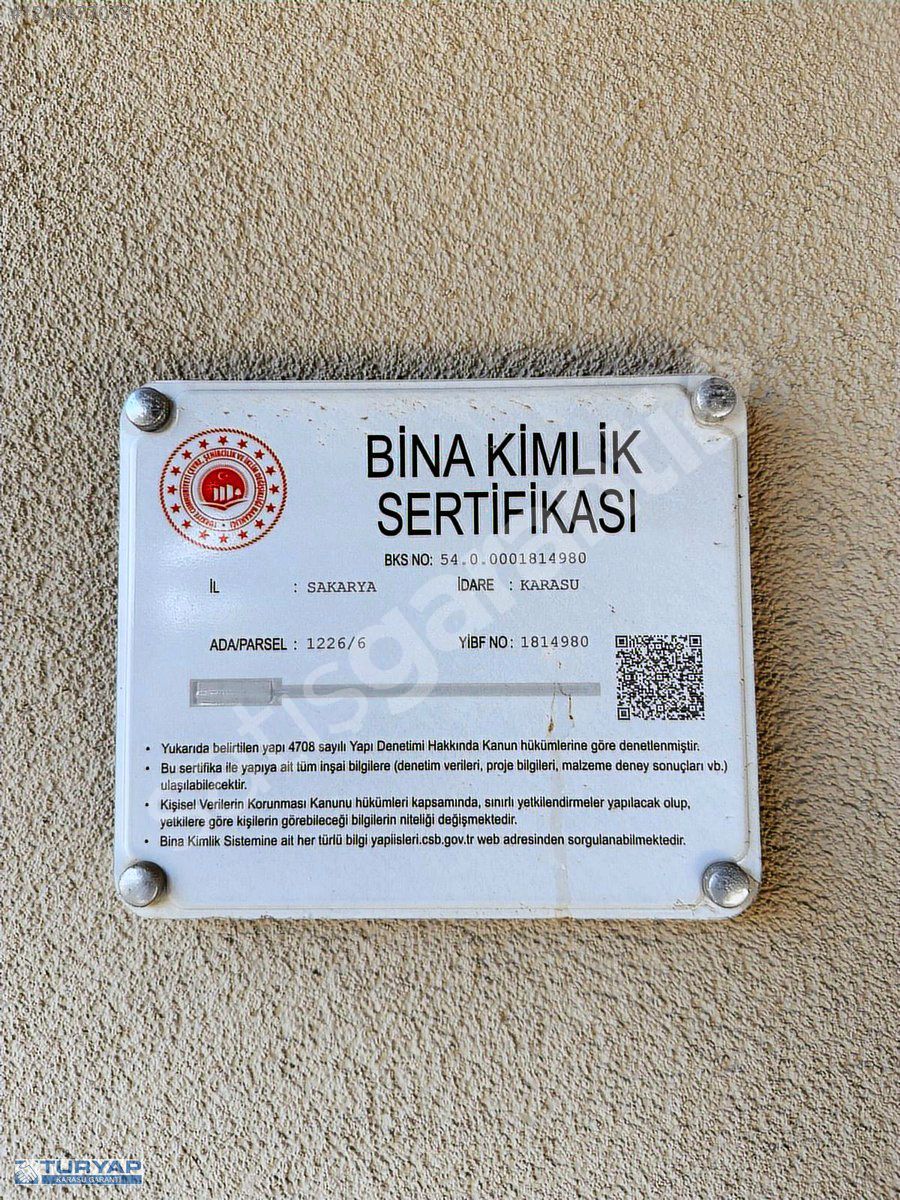 BİNA KİMLİK
SERTİFİKASI
BKS NO: 54.0.0001814980
İL : SAKARYA İDARE : KARASU
ADA/PARSEL : 1226/6 YİBF NO : 1814980
• Yukarıda belirtilen yapı 4708 sayılı Yapı Denetimi Hakkında Kanun hükümlerine göre denetlenmiştir.
• Bu sertifika ile yapıya ait tüm inşai bilgilere (denetim verileri, proje bilgileri, malzeme deney sonuçları vb.)
ulaşılabilecektir.
• Kişisel Verilerin Korunması Kanunu hükümleri kapsamında, sınırlı yetkilendirmeler yapılacak olup,
yetkilere göre kişilerin görebileceği bilgilerin niteliği değişmektedir.
• Bina Kimlik Sistemine ait her türlü bilgi yapiisleri.csb.gov.tr web adresinden sorgulanabilmektedir.
TURYAP
KARASU GARANTİ